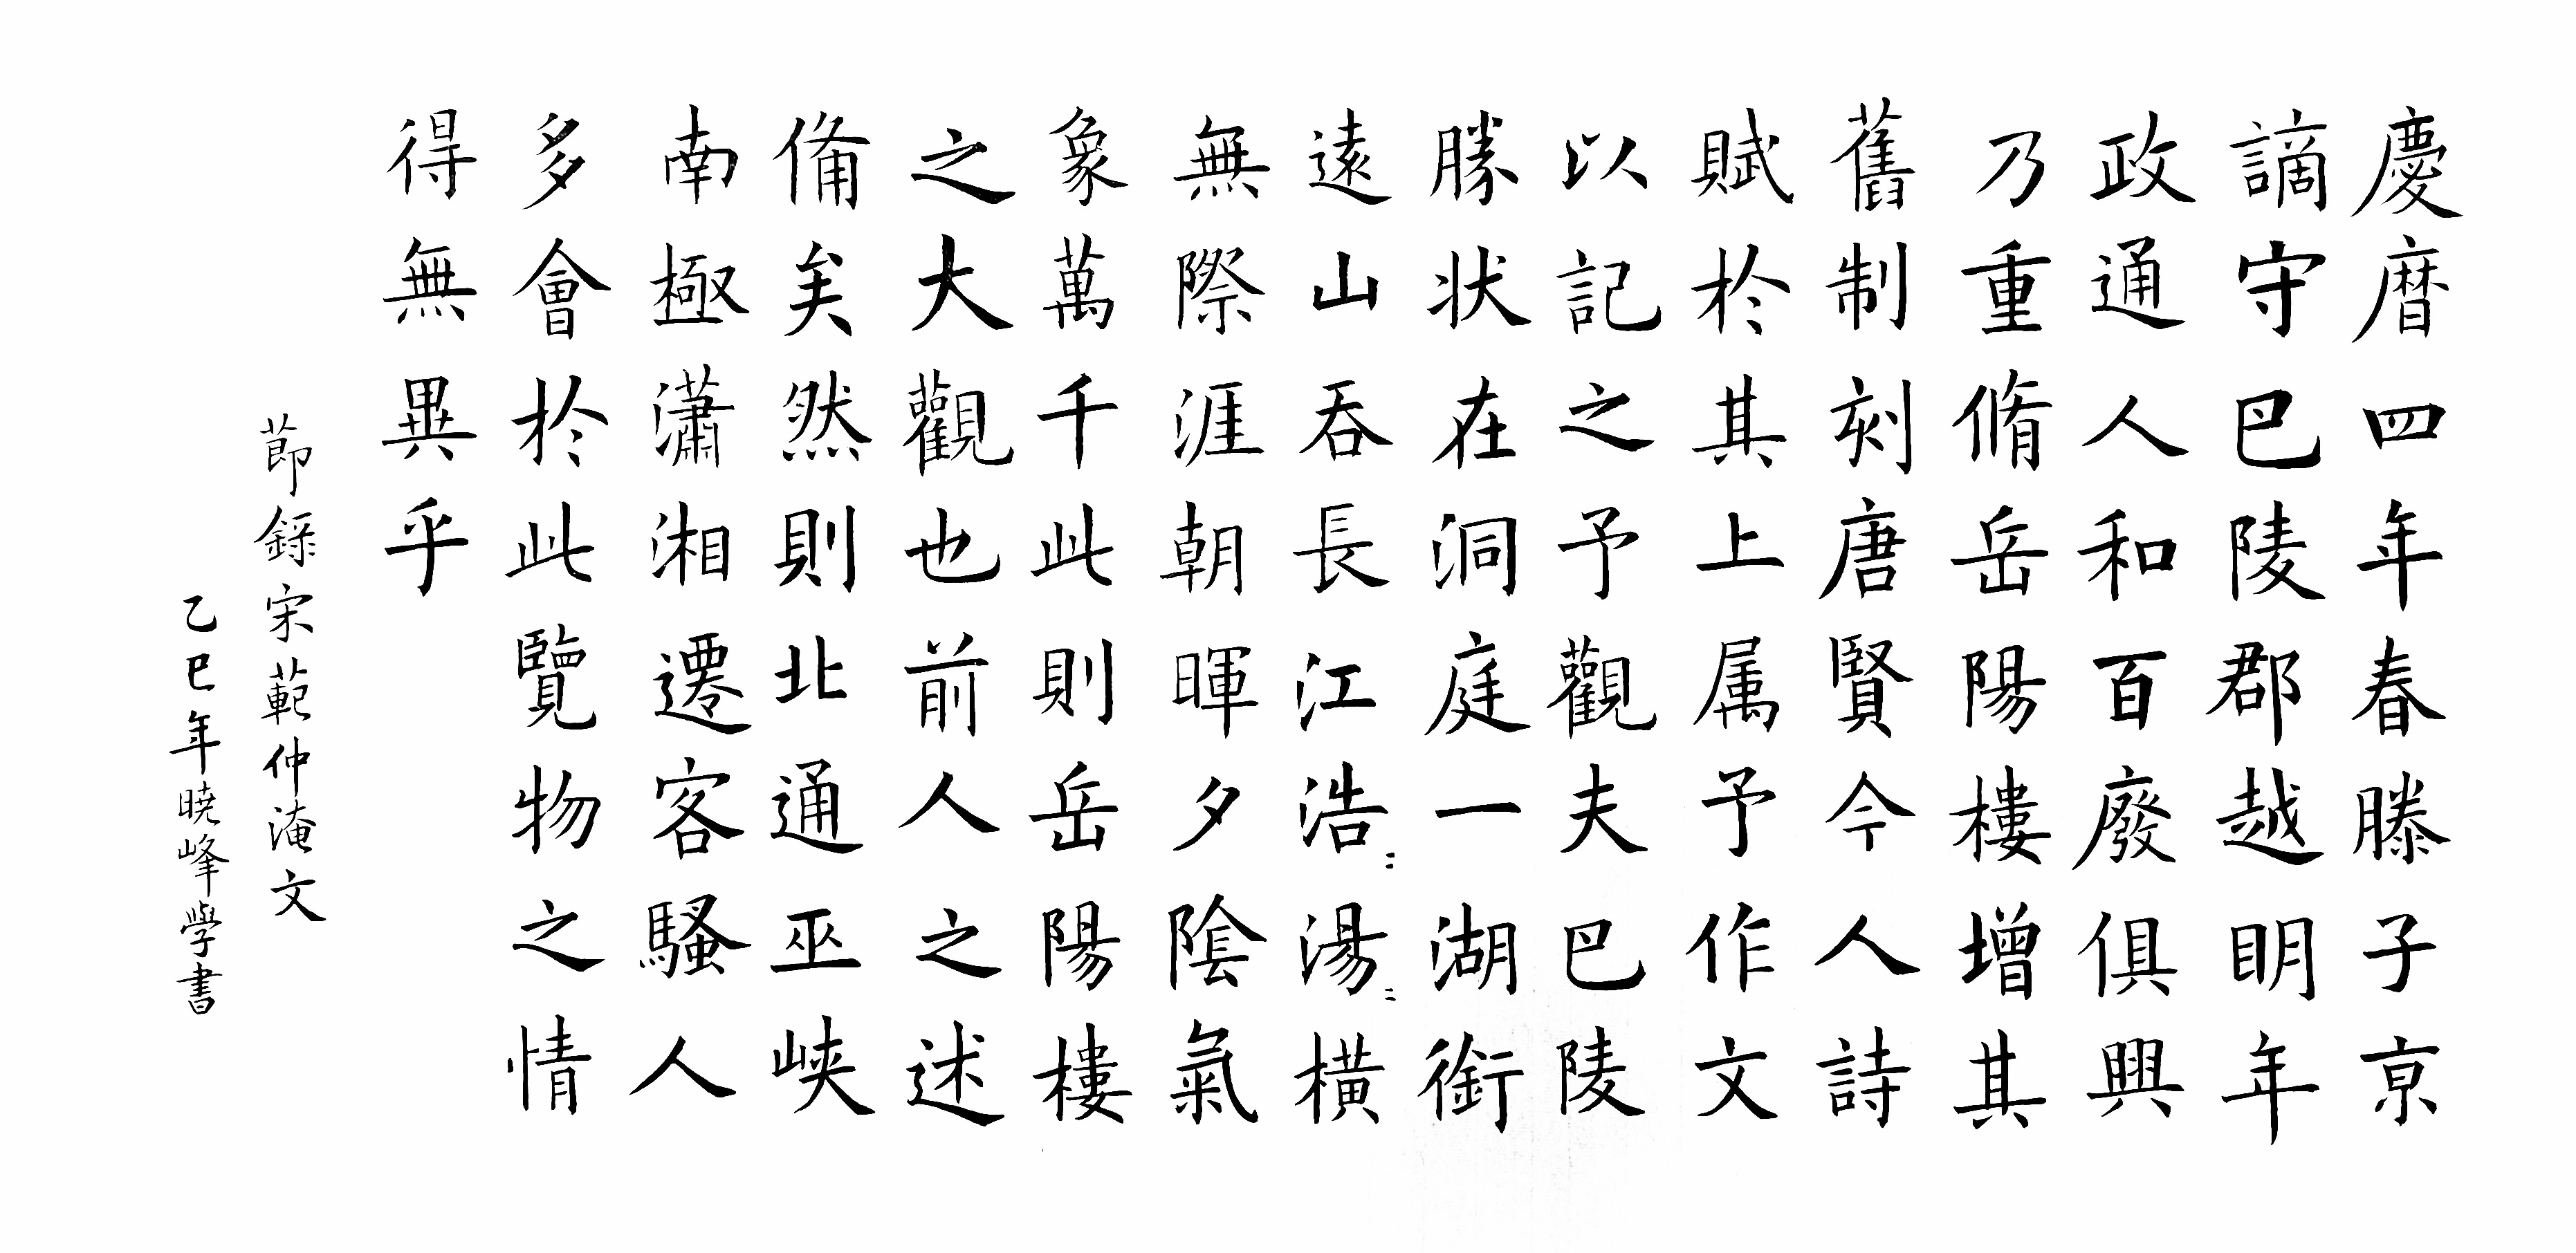 慶曆四年春滕子京
謫守巴陵郡越明年
政通人和百廢俱興
乃重脩岳陽樓增其
舊制刻唐賢今人詩
賦於其上属予作文
以記之予觀夫巴陵
勝状在洞庭一湖銜
遠山吞長江浩〻湯〻橫
無際涯朝暉夕陰氣
象萬千此則岳陽樓
之大觀也前人之述
俻矣然則北通巫峽
南極瀟湘遷客騷人
多會於此覽物之情
得無異乎
莭錄宋範仲淹文
乙巳年曉峰學書